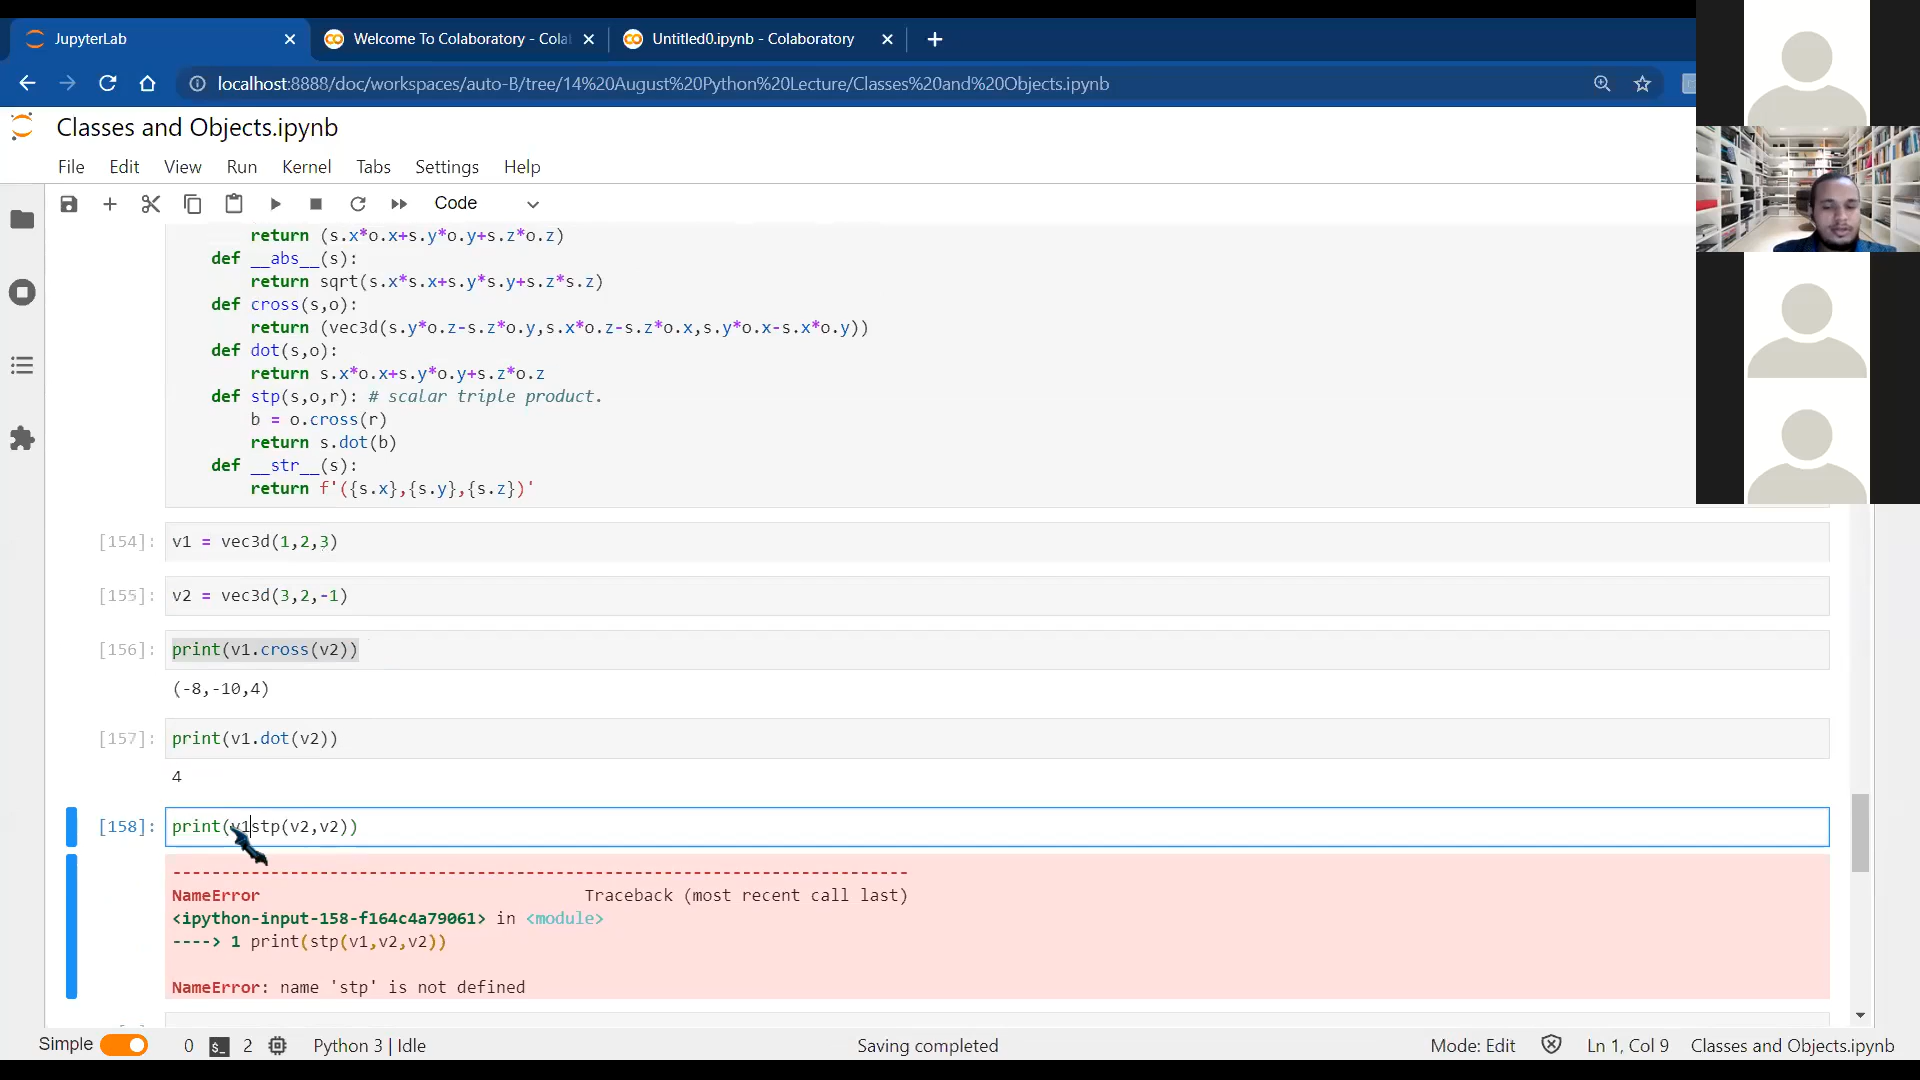 JupyterLab
Welcome To Colaboratory - Cola
Untitled0.ipynb - Colaboratory
localhost:8888/doc/workspaces/auto-B/tree/14%20August%20Python%20Lecture/Classes%20and%20Objects.ipynb
Classes and Objects.ipynb
File Edit View Run Kernel Tabs Settings Help
Code
return (s.x*o.x+s.y*o.y+s.z*o.z)
def __abs__(s):
return sqrt(s.x*s.x+s.y*s.y+s.z*s.z)
def cross(s,o):
return (vec3d(s.y*o.z-s.z*o.y,s.x*o.z-s.z*o.x,s.y*o.x-s.x*o.y))
def dot(s,o):
return s.x*o.x+s.y*o.y+s.z*o.z
def stp(s,o,r): # scalar triple product.
b = o.cross(r)
return s.dot(b)
def __str__(s):
return f'({s.x},{s.y},{s.z})'
[154]: v1 = vec3d(1,2,3)
[155]: v2 = vec3d(3,2,-1)
[156]: print(v1.cross(v2))
(-8,-10,4)
[157]: print(v1.dot(v2))
4
[158]: print(v1stp(v2,v2))
---------------------------------------------------------------------------
NameError Traceback (most recent call last)
<ipython-input-158-f164c4a79061> in <module>
----> 1 print(stp(v1,v2,v2))
NameError: name 'stp' is not defined
Simple 0 $_ 2 Python 3 | Idle Saving completed Mode: Edit Ln 1, Col 9 Classes and Objects.ipynb